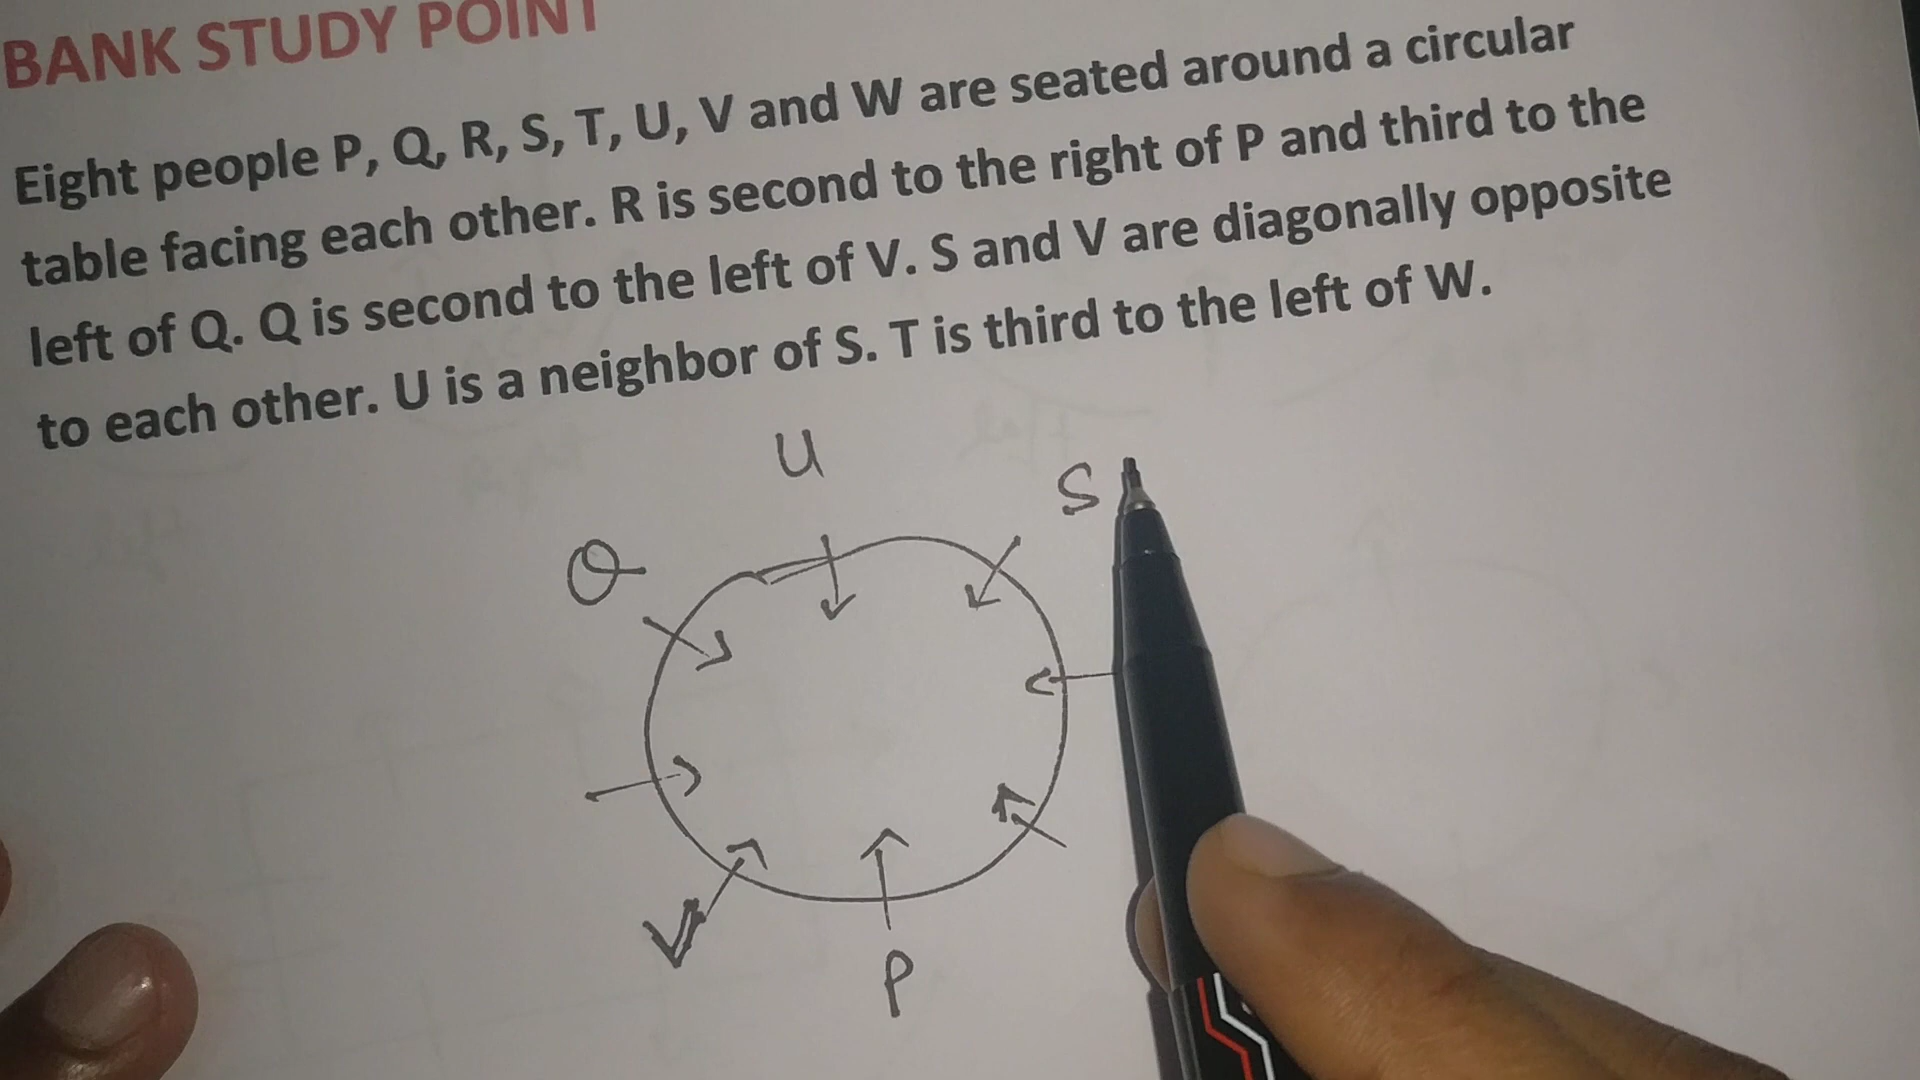 BANK STUDY POINT
Eight people P, Q, R, S, T, U, V and W are seated around a circular
table facing each other. R is second to the right of P and third to the
left of Q. Q is second to the left of V. S and V are diagonally opposite
to each other. U is a neighbor of S. T is third to the left of W.
U
S
Q
V
P